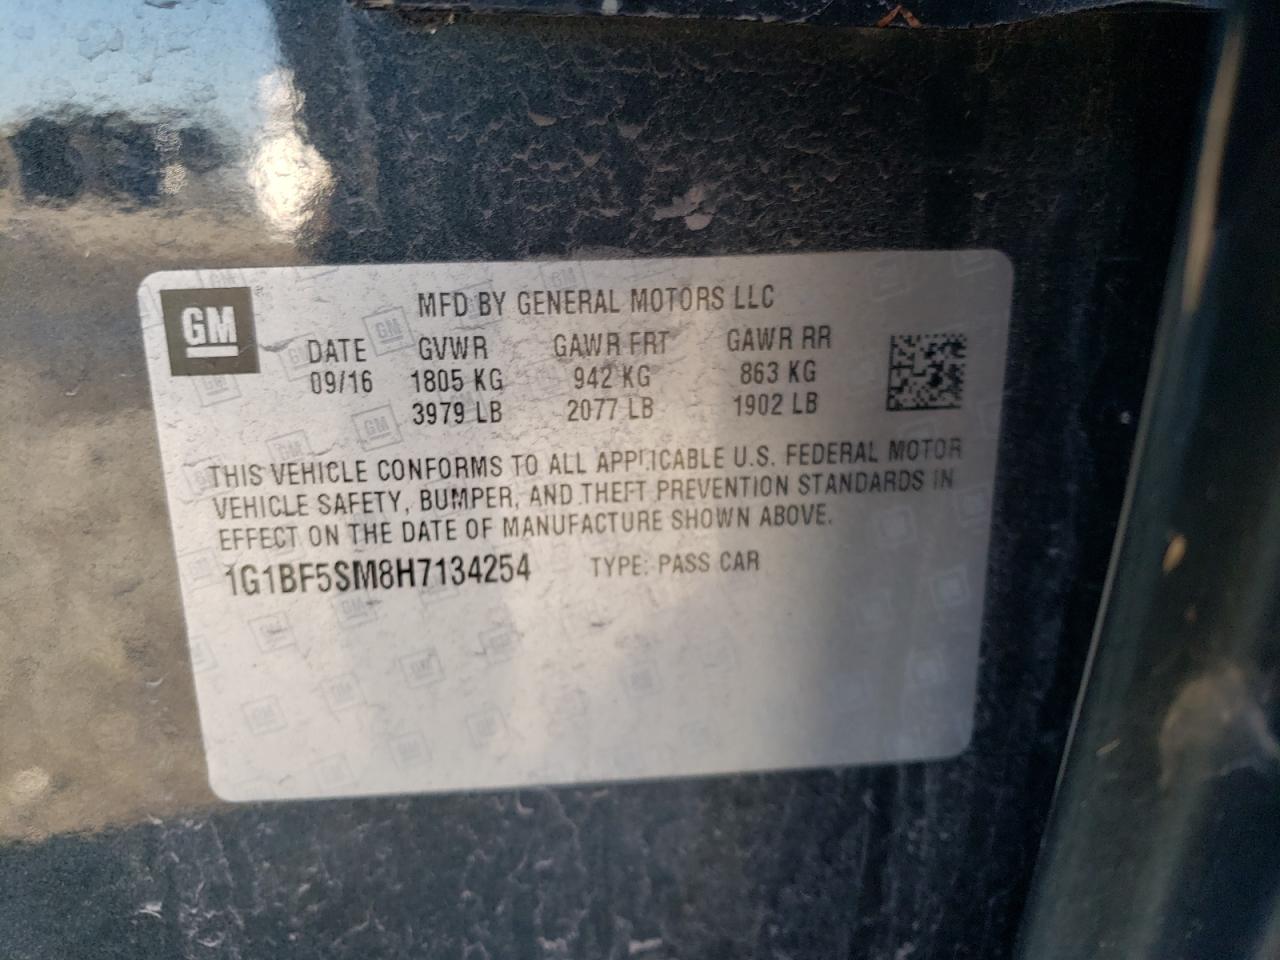 GM
MFD BY GENERAL MOTORS LLC
DATE GVWR GAWR FRT GAWR RR
09/16 1805 KG 942 KG 863 KG
3979 LB 2077 LB 1902 LB
THIS VEHICLE CONFORMS TO ALL APPLICABLE U.S. FEDERAL MOTOR
VEHICLE SAFETY, BUMPER, AND THEFT PREVENTION STANDARDS IN
EFFECT ON THE DATE OF MANUFACTURE SHOWN ABOVE.
1G1BF5SM8H7134254 TYPE: PASS CAR